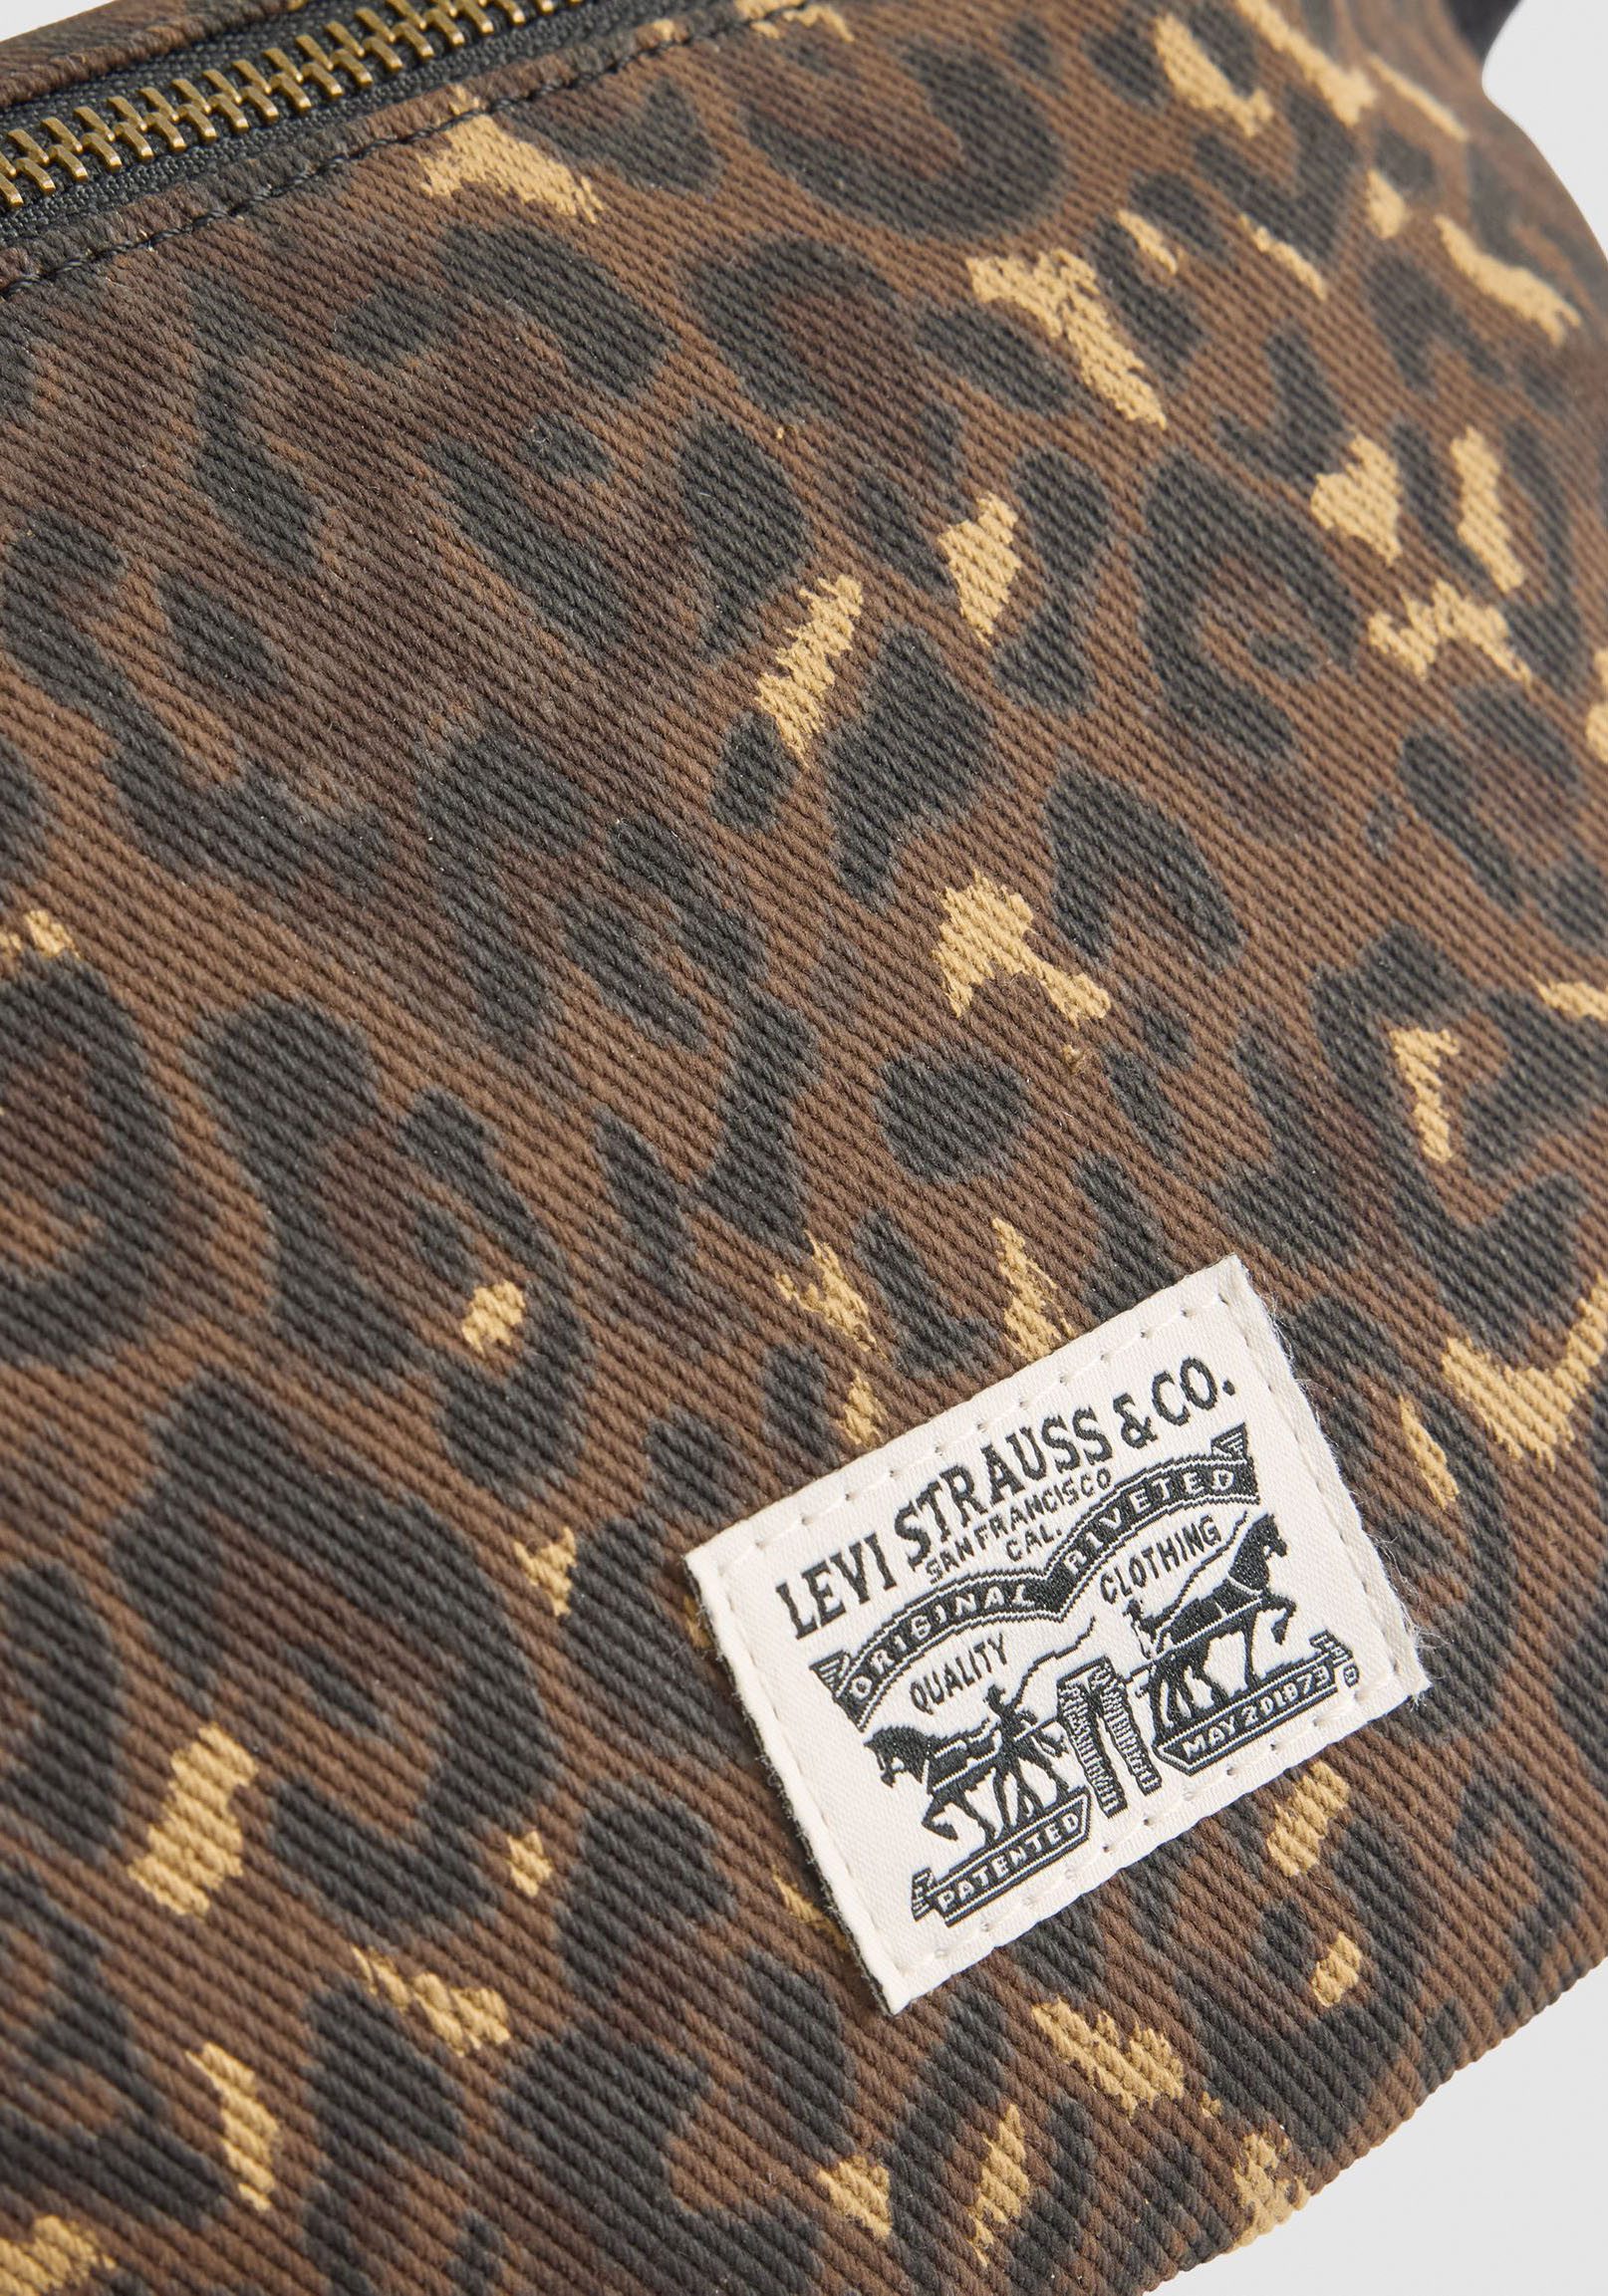 LEVI STRAUSS & CO.
SAN FRANCISCO
CAL.
ORIGINAL RIVETED
QUALITY CLOTHING
PATENTED MAY 20 1873
®